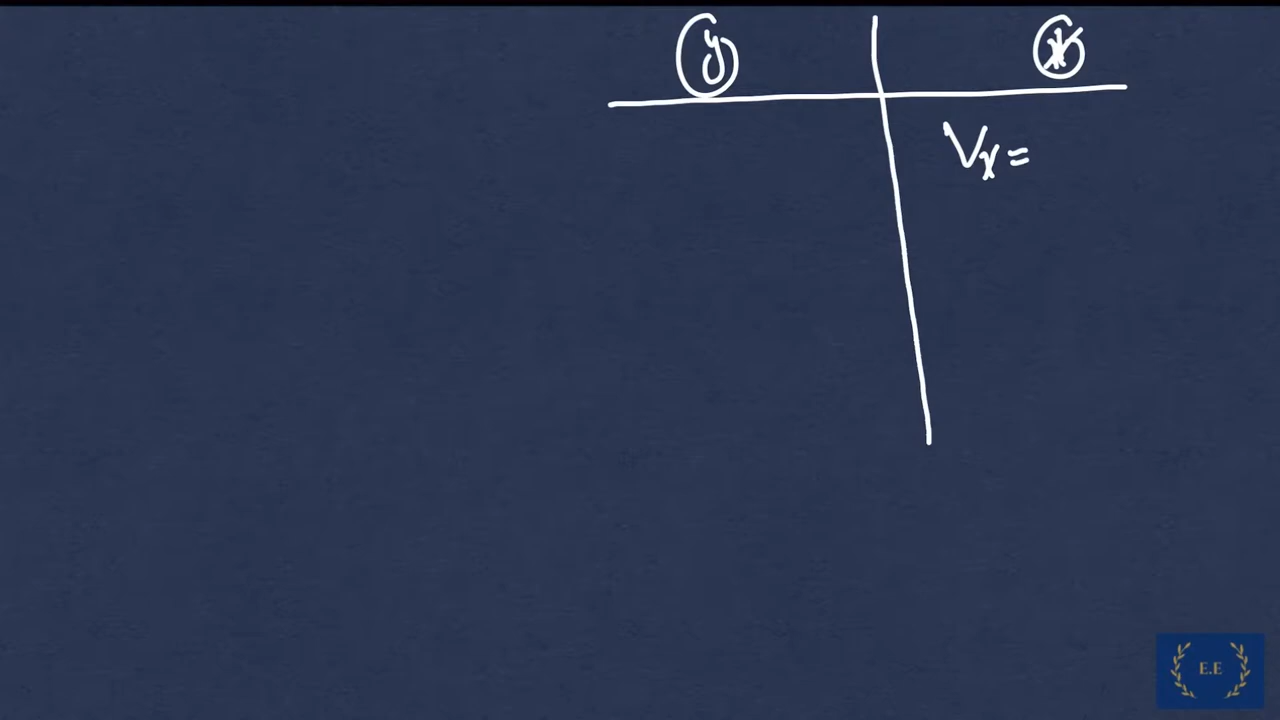 y x
Vx =
E.E